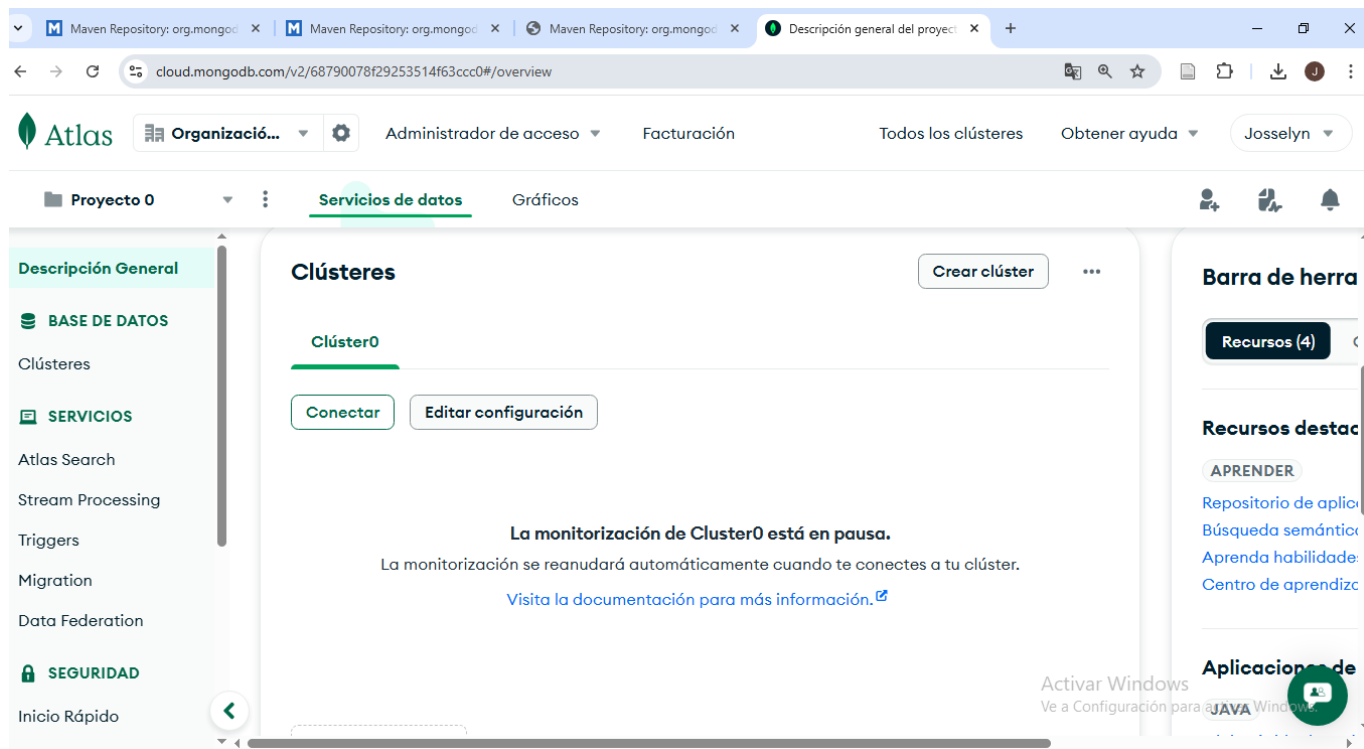 Maven Repository: org.mongod
Maven Repository: org.mongod
Maven Repository: org.mongod
Descripción general del proyect
cloud.mongodb.com/v2/68790078f29253514f63ccc0#/overview
J
Atlas
Organizació...
Administrador de acceso
Facturación
Todos los clústeres
Obtener ayuda
Josselyn
Proyecto 0
Servicios de datos
Gráficos
Descripción General
BASE DE DATOS
Clústeres
SERVICIOS
Atlas Search
Stream Processing
Triggers
Migration
Data Federation
SEGURIDAD
Inicio Rápido
Clústeres
Crear clúster
Clúster0
Conectar
Editar configuración
La monitorización de Cluster0 está en pausa.
La monitorización se reanudará automáticamente cuando te conectes a tu clúster.
Visita la documentación para más información.
Barra de herra
Recursos (4)
Recursos destac
APRENDER
Repositorio de aplic
Búsqueda semántic
Aprenda habilidade
Centro de aprendiz
Aplicaciones de
JAVA
Activar Windows
Ve a Configuración para activar Windows.